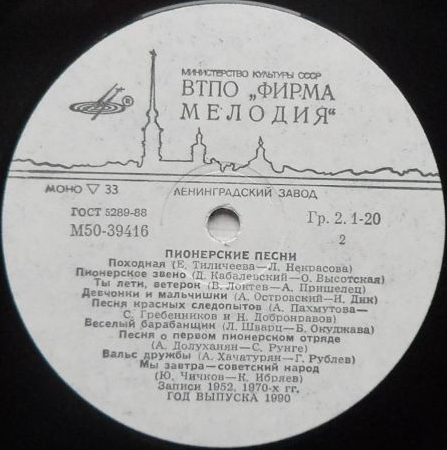 МИНИСТЕРСТВО КУЛЬТУРЫ СССР
ВТПО „ФИРМА
МЕЛОДИЯ“
МОНО ▽ 33
ЛЕНИНГРАДСКИЙ ЗАВОД
ГОСТ 5289-88
М50-39416
Гр. 2. 1-20
2
ПИОНЕРСКИЕ ПЕСНИ
Походная (Е. Тиличеева—Л. Некрасова)
Пионерское звено (Д. Кабалевский—О. Высотская)
Ты лети, ветерок (В. Локтев—А. Пришелец)
Девчонки и мальчишки (А. Островский—И. Дик)
Песня красных следопытов (А. Пахмутова—
С. Гребенников и Н. Добронравов)
Веселый барабанщик (Л. Шварц—Б. Окуджава)
Песня о первом пионерском отряде
(А. Долуханян—С. Рунге)
Вальс дружбы (А. Хачатурян—Г. Рублев)
Мы завтра—советский народ
(Ю. Чичков—К. Ибряев)
Записи 1952, 1970-х гг.
ГОД ВЫПУСКА 1990